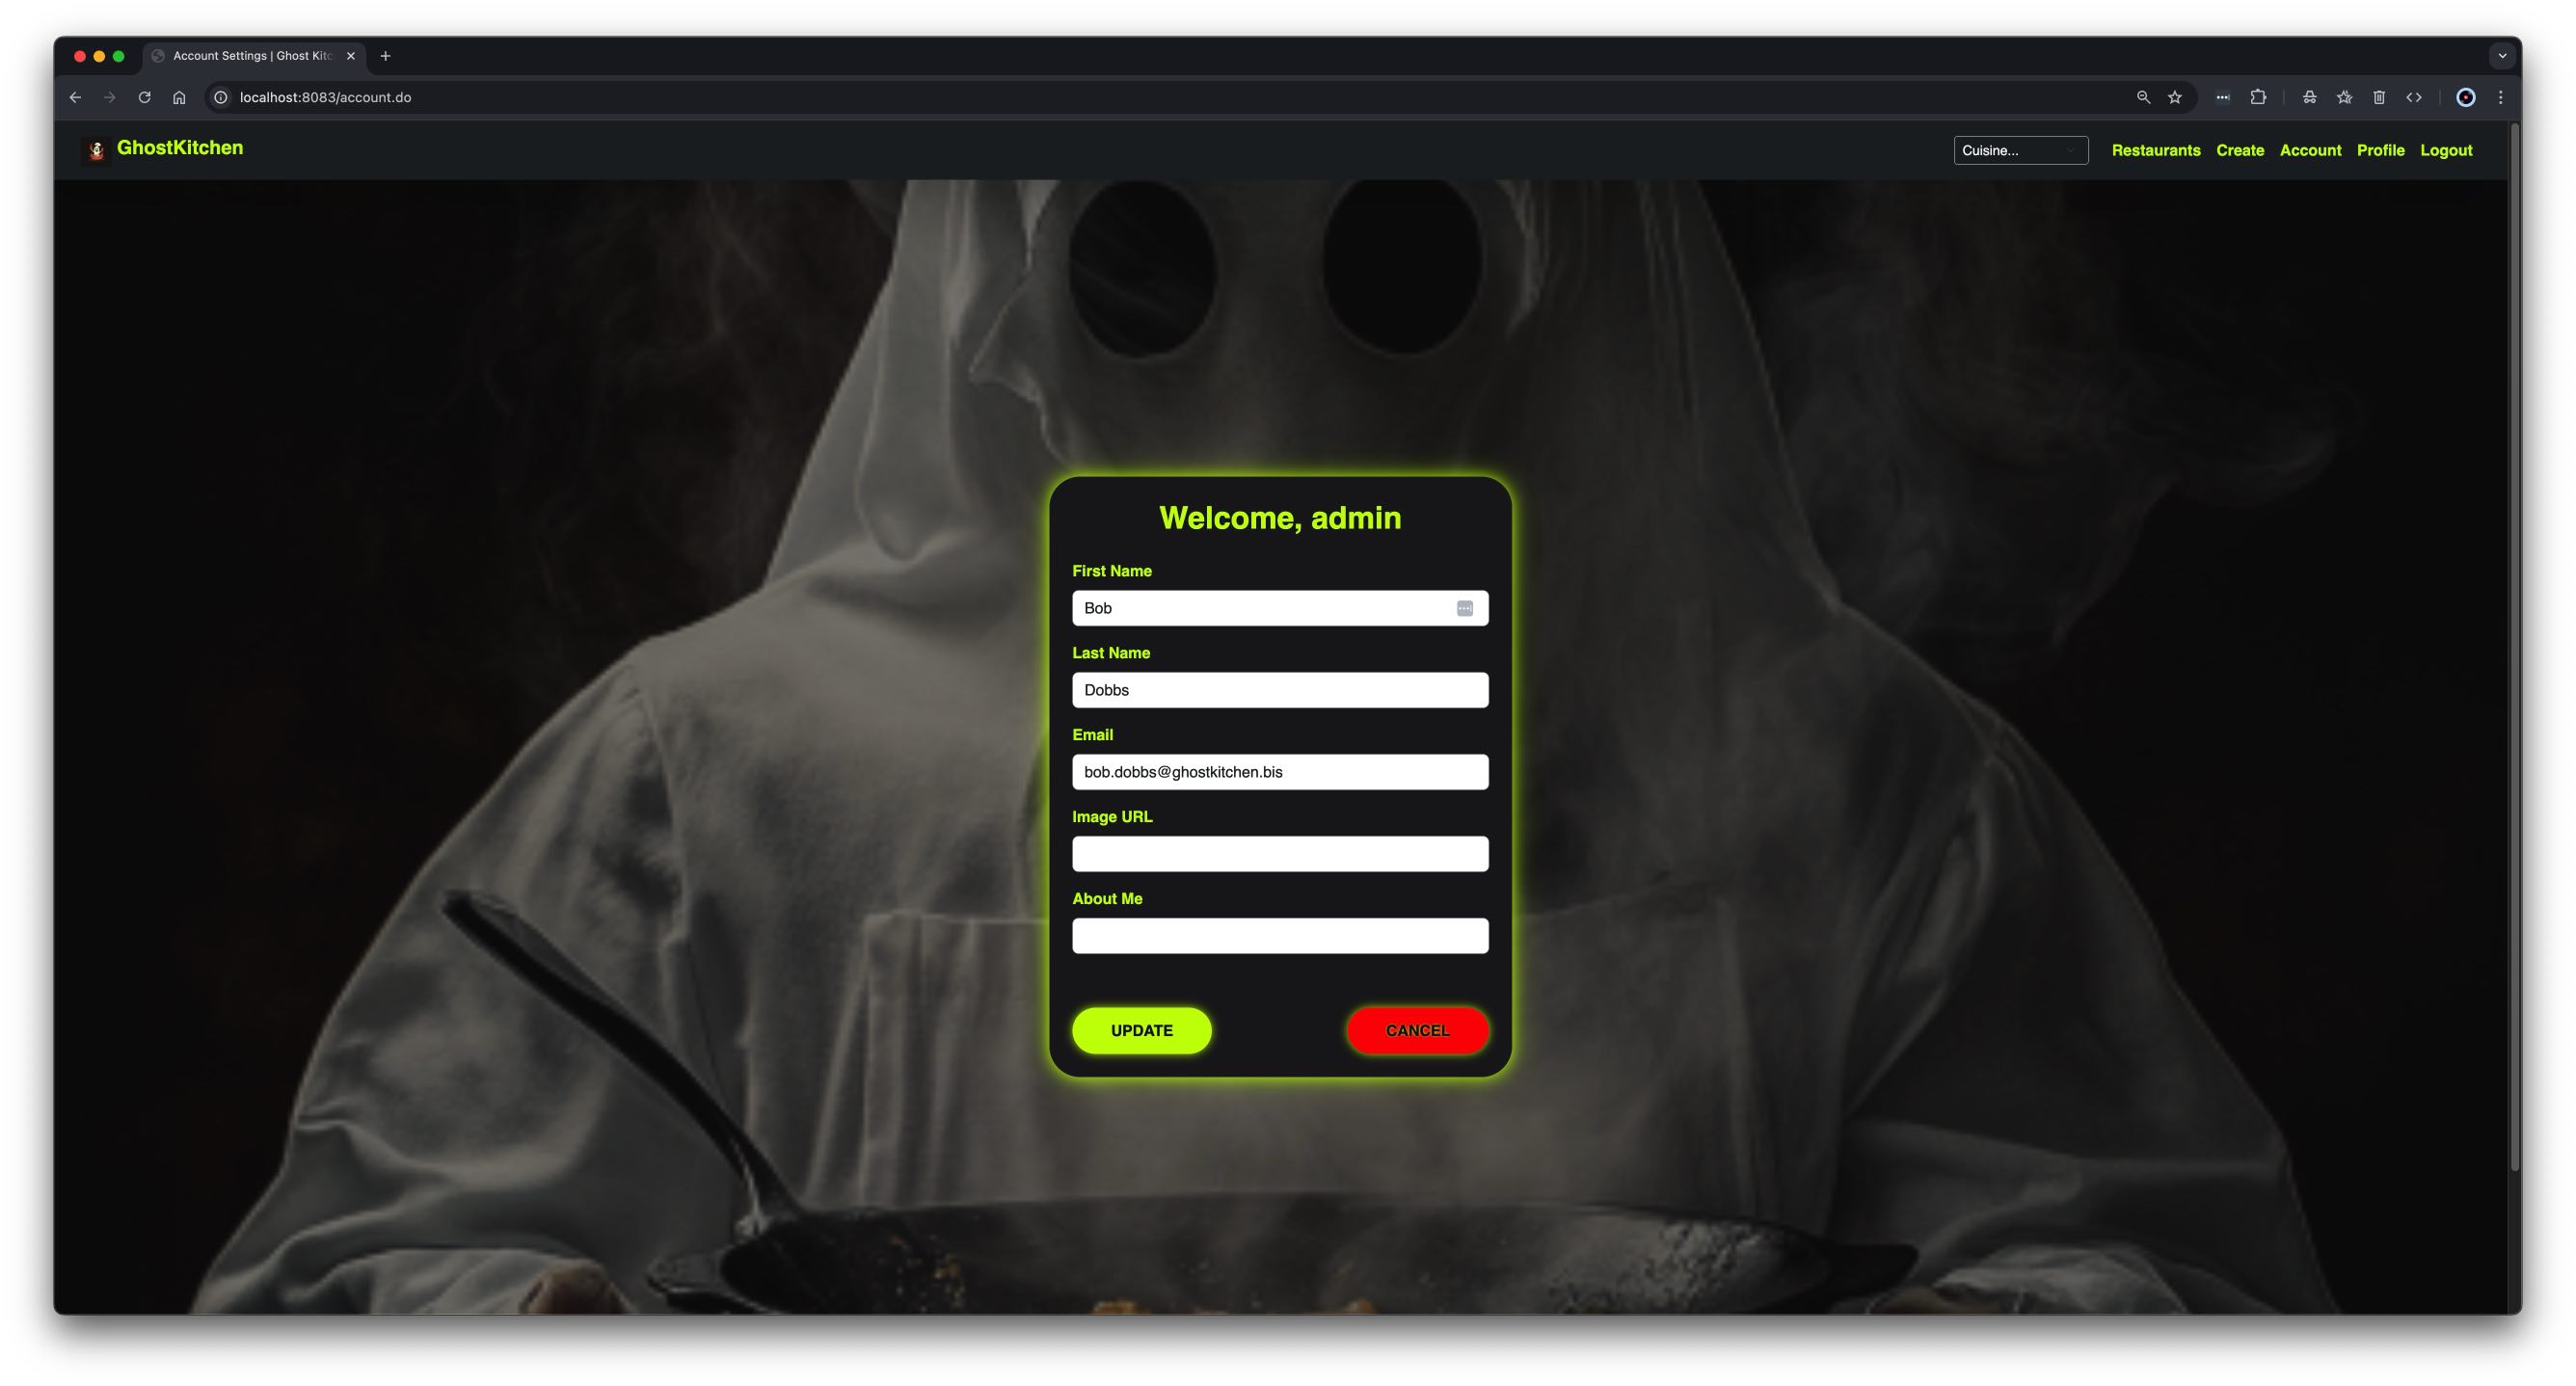 Account Settings | Ghost Kitc
localhost:8083/account.do
GhostKitchen
Cuisine...
Restaurants Create Account Profile Logout
Welcome, admin
First Name
Bob
Last Name
Dobbs
Email
bob.dobbs@ghostkitchen.bis
Image URL
About Me
UPDATE
CANCEL